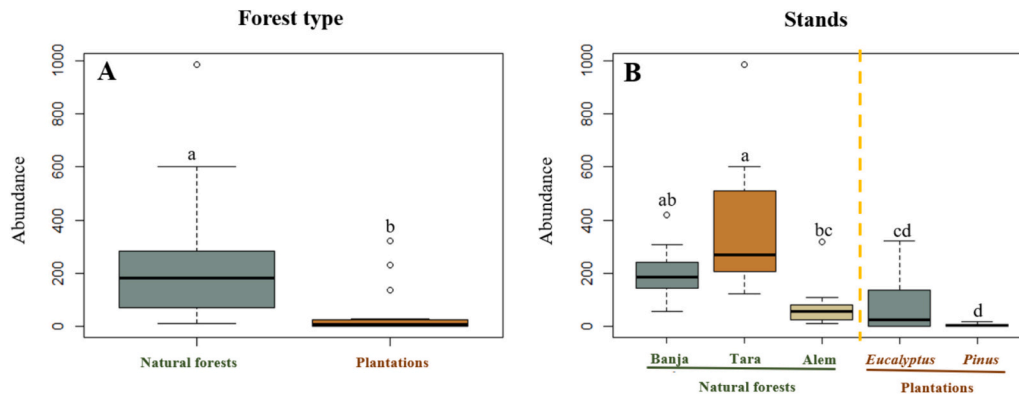 Forest type
A
Abundance
0 200 400 600 800 1000
a
b
Natural forests Plantations
Stands
B
Abundance
0 200 400 600 800 1000
ab
a
bc
cd
d
Banja Tara Alem Eucalyptus Pinus
Natural forests Plantations